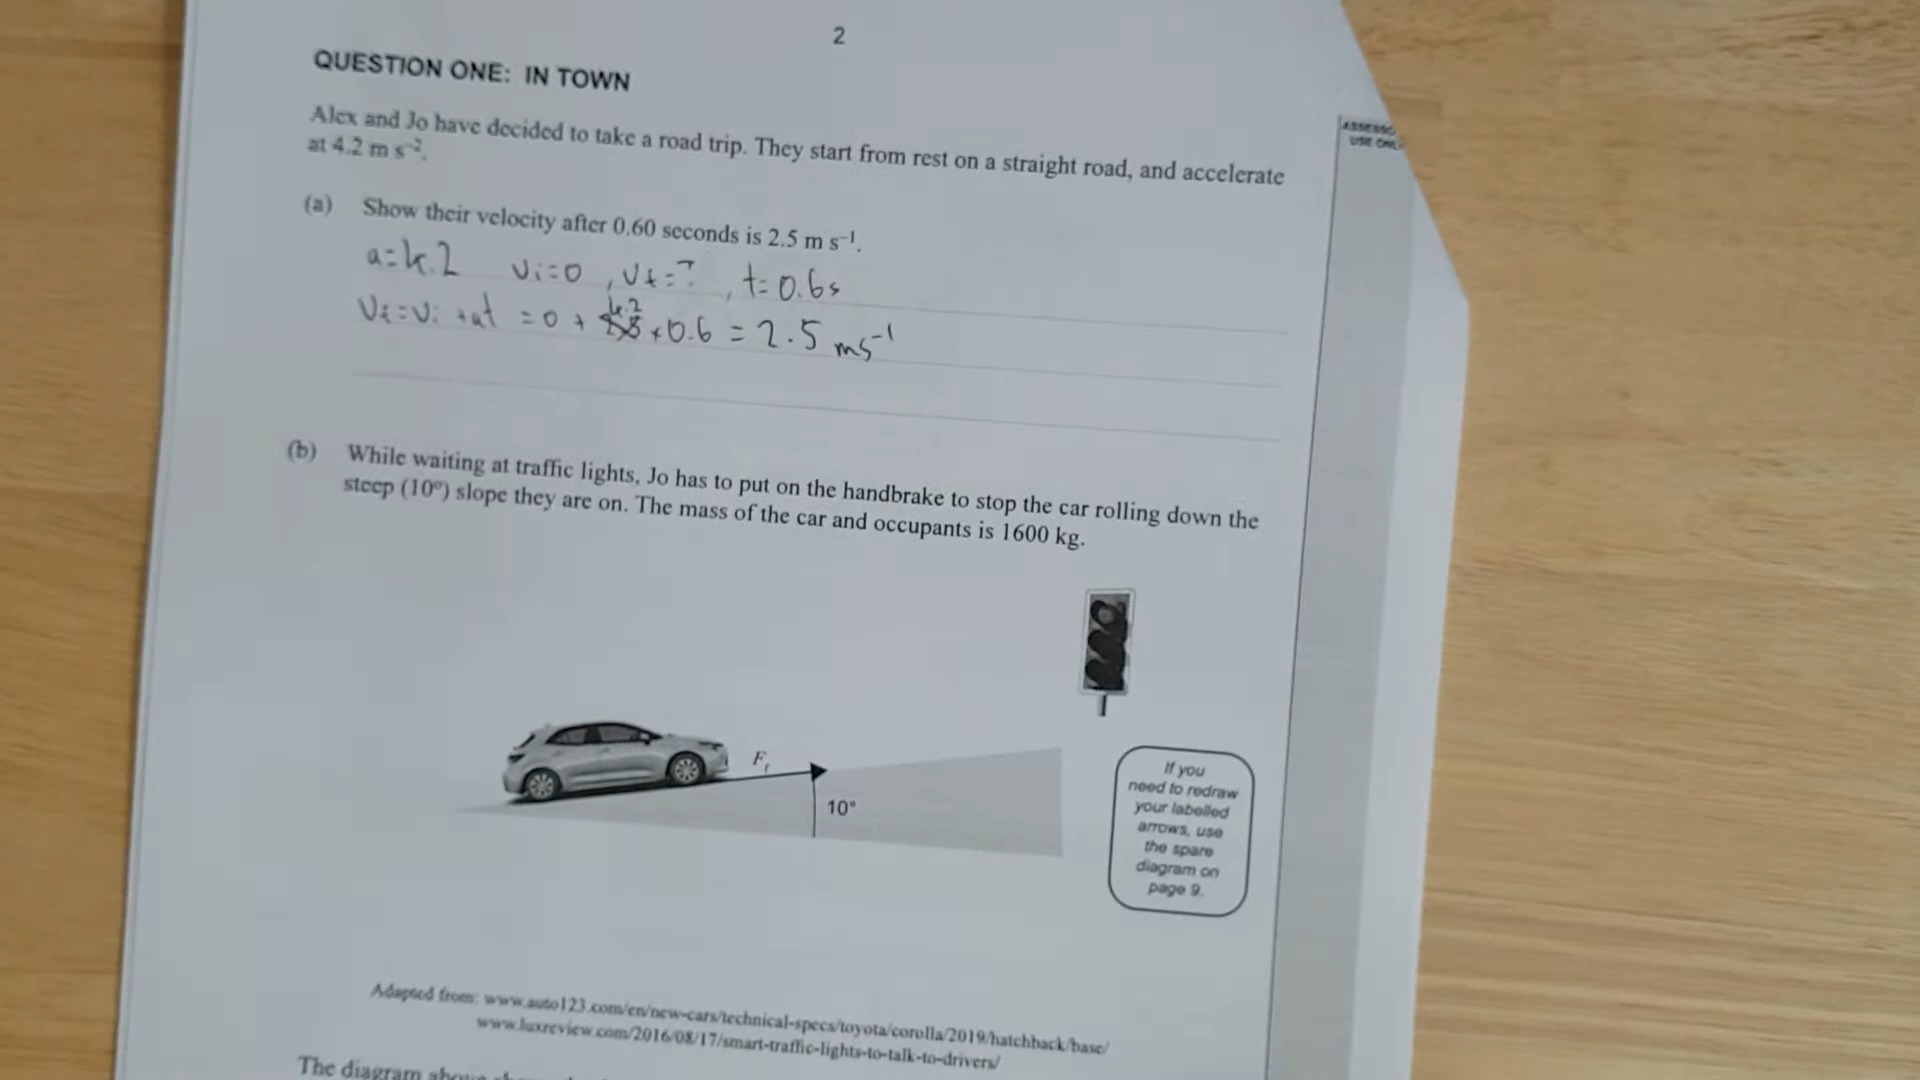 2
QUESTION ONE: IN TOWN
ASSESSO
USE ONL
Alex and Jo have decided to take a road trip. They start from rest on a straight road, and accelerate
at 4.2 m s⁻².
(a) Show their velocity after 0.60 seconds is 2.5 m s⁻¹.
a=4.2 vi=0 , vf=? , t=0.6s
4.2
vf=vi +at =0 + ×0.6 = 2.5 ms⁻¹
(b) While waiting at traffic lights, Jo has to put on the handbrake to stop the car rolling down the
steep (10°) slope they are on. The mass of the car and occupants is 1600 kg.
Ff
10°
If you
need to redraw
your labelled
arrows, use
the spare
diagram on
page 9.
Adapted from: www.auto123.com/en/new-cars/technical-specs/toyota/corolla/2019/hatchback/base/
www.luxreview.com/2016/08/17/smart-traffic-lights-to-talk-to-drivers/
The diagram above